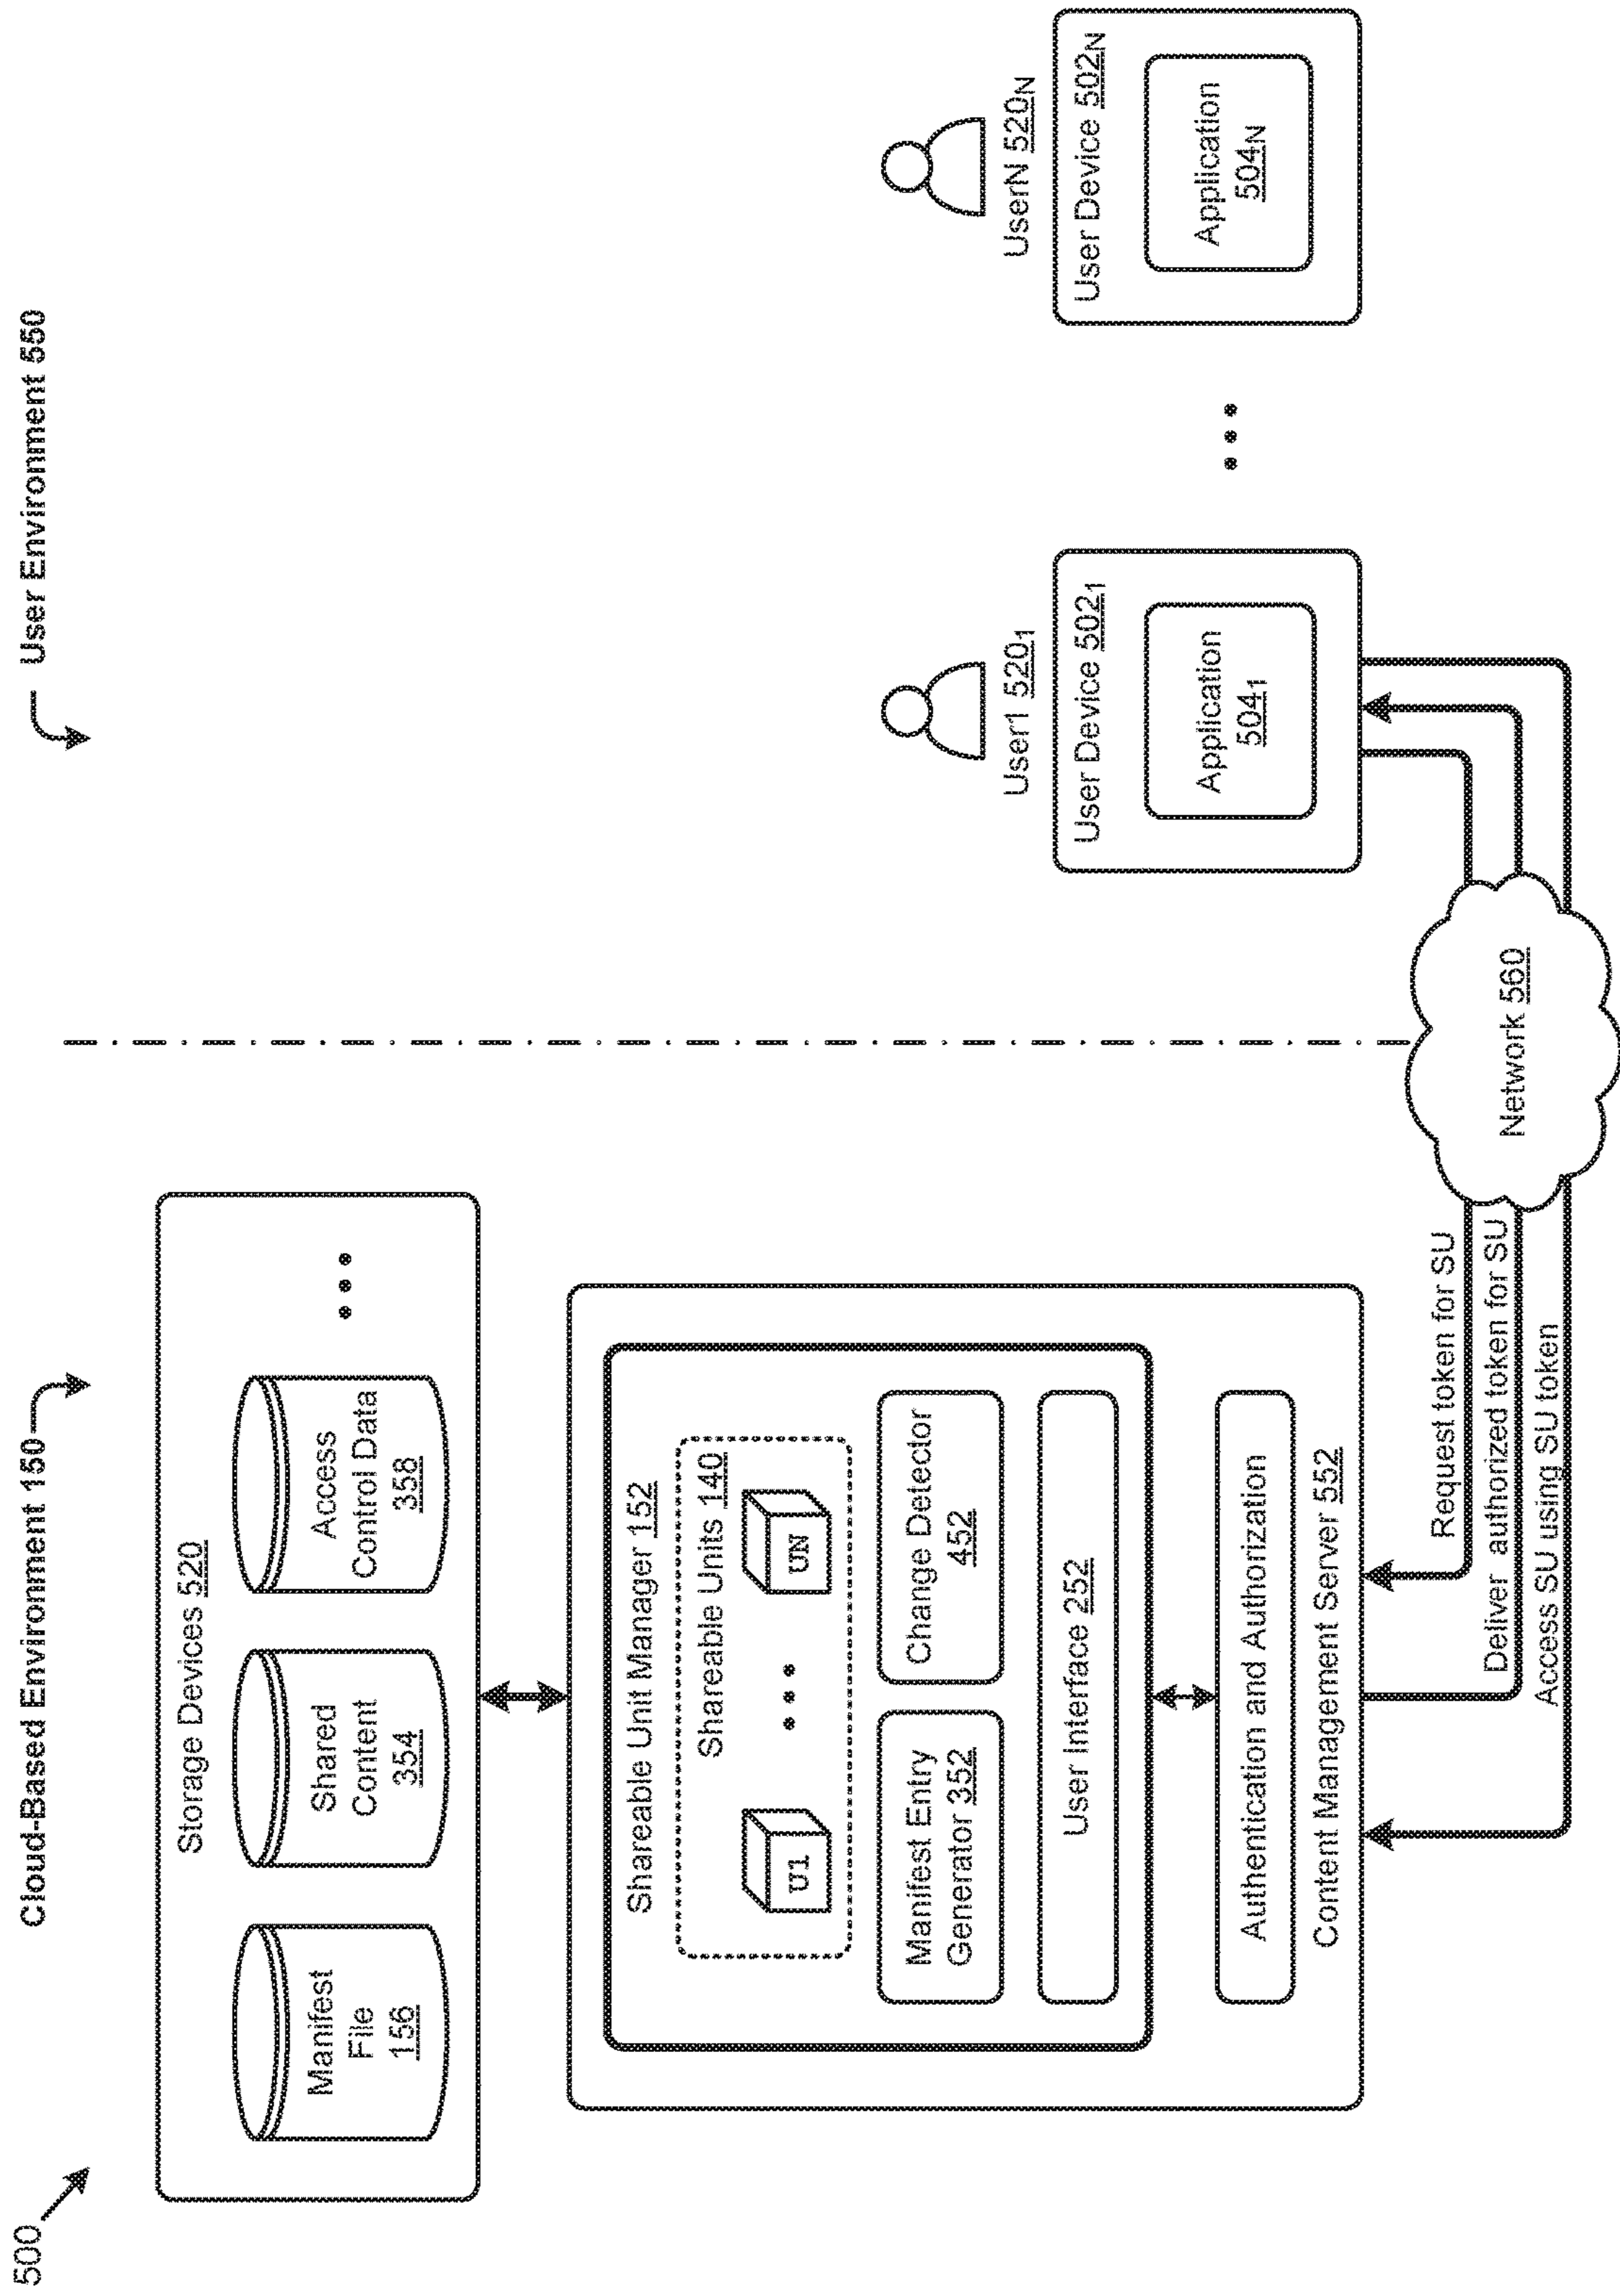 500
Cloud-Based Environment 150
User Environment 550
Storage Devices 520
Manifest
File
156
Shared
Content
354
Access
Control Data
358
Shareable Unit Manager 152
Shareable Units 140
U1
UN
Manifest Entry
Generator 352
Change Detector
452
User Interface 252
Authentication and Authorization
Content Management Server 552
User1 520₁
User Device 502₁
Application
504₁
UserN 520N
User Device 502N
Application
504N
Request token for SU
Deliver authorized token for SU
Access SU using SU token
Network 560